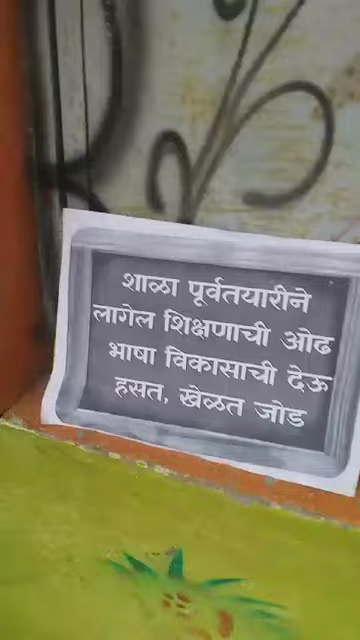 शाळा पूर्वतयारीने
लागेल शिक्षणाची ओढ
भाषा विकासाची देऊ
हसत, खेळत जोड